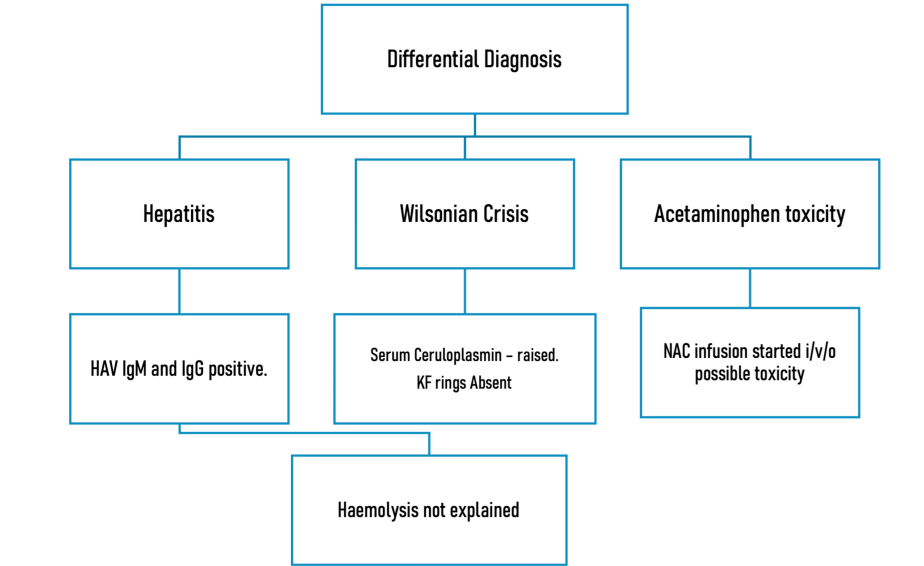 Differential Diagnosis
Hepatitis
Wilsonian Crisis
Acetaminophen toxicity
HAV IgM and IgG positive.
Serum Ceruloplasmin – raised.
KF rings Absent
NAC infusion started i/v/o
possible toxicity
Haemolysis not explained